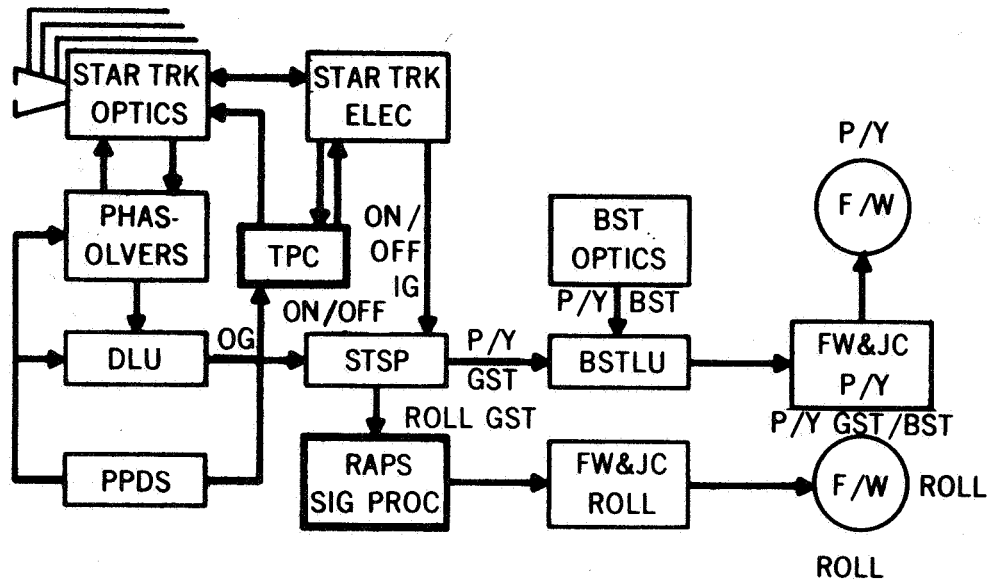 STAR TRK
OPTICS
STAR TRK
ELEC
P/Y
F/W
PHAS-
OLVERS
TPC
ON/
OFF
IG
BST
OPTICS
P/Y BST
ON/OFF
DLU
OG
STSP
P/Y
GST
BSTLU
FW&JC
P/Y
P/Y GST/BST
ROLL GST
PPDS
RAPS
SIG PROC
FW&JC
ROLL
F/W
ROLL
ROLL